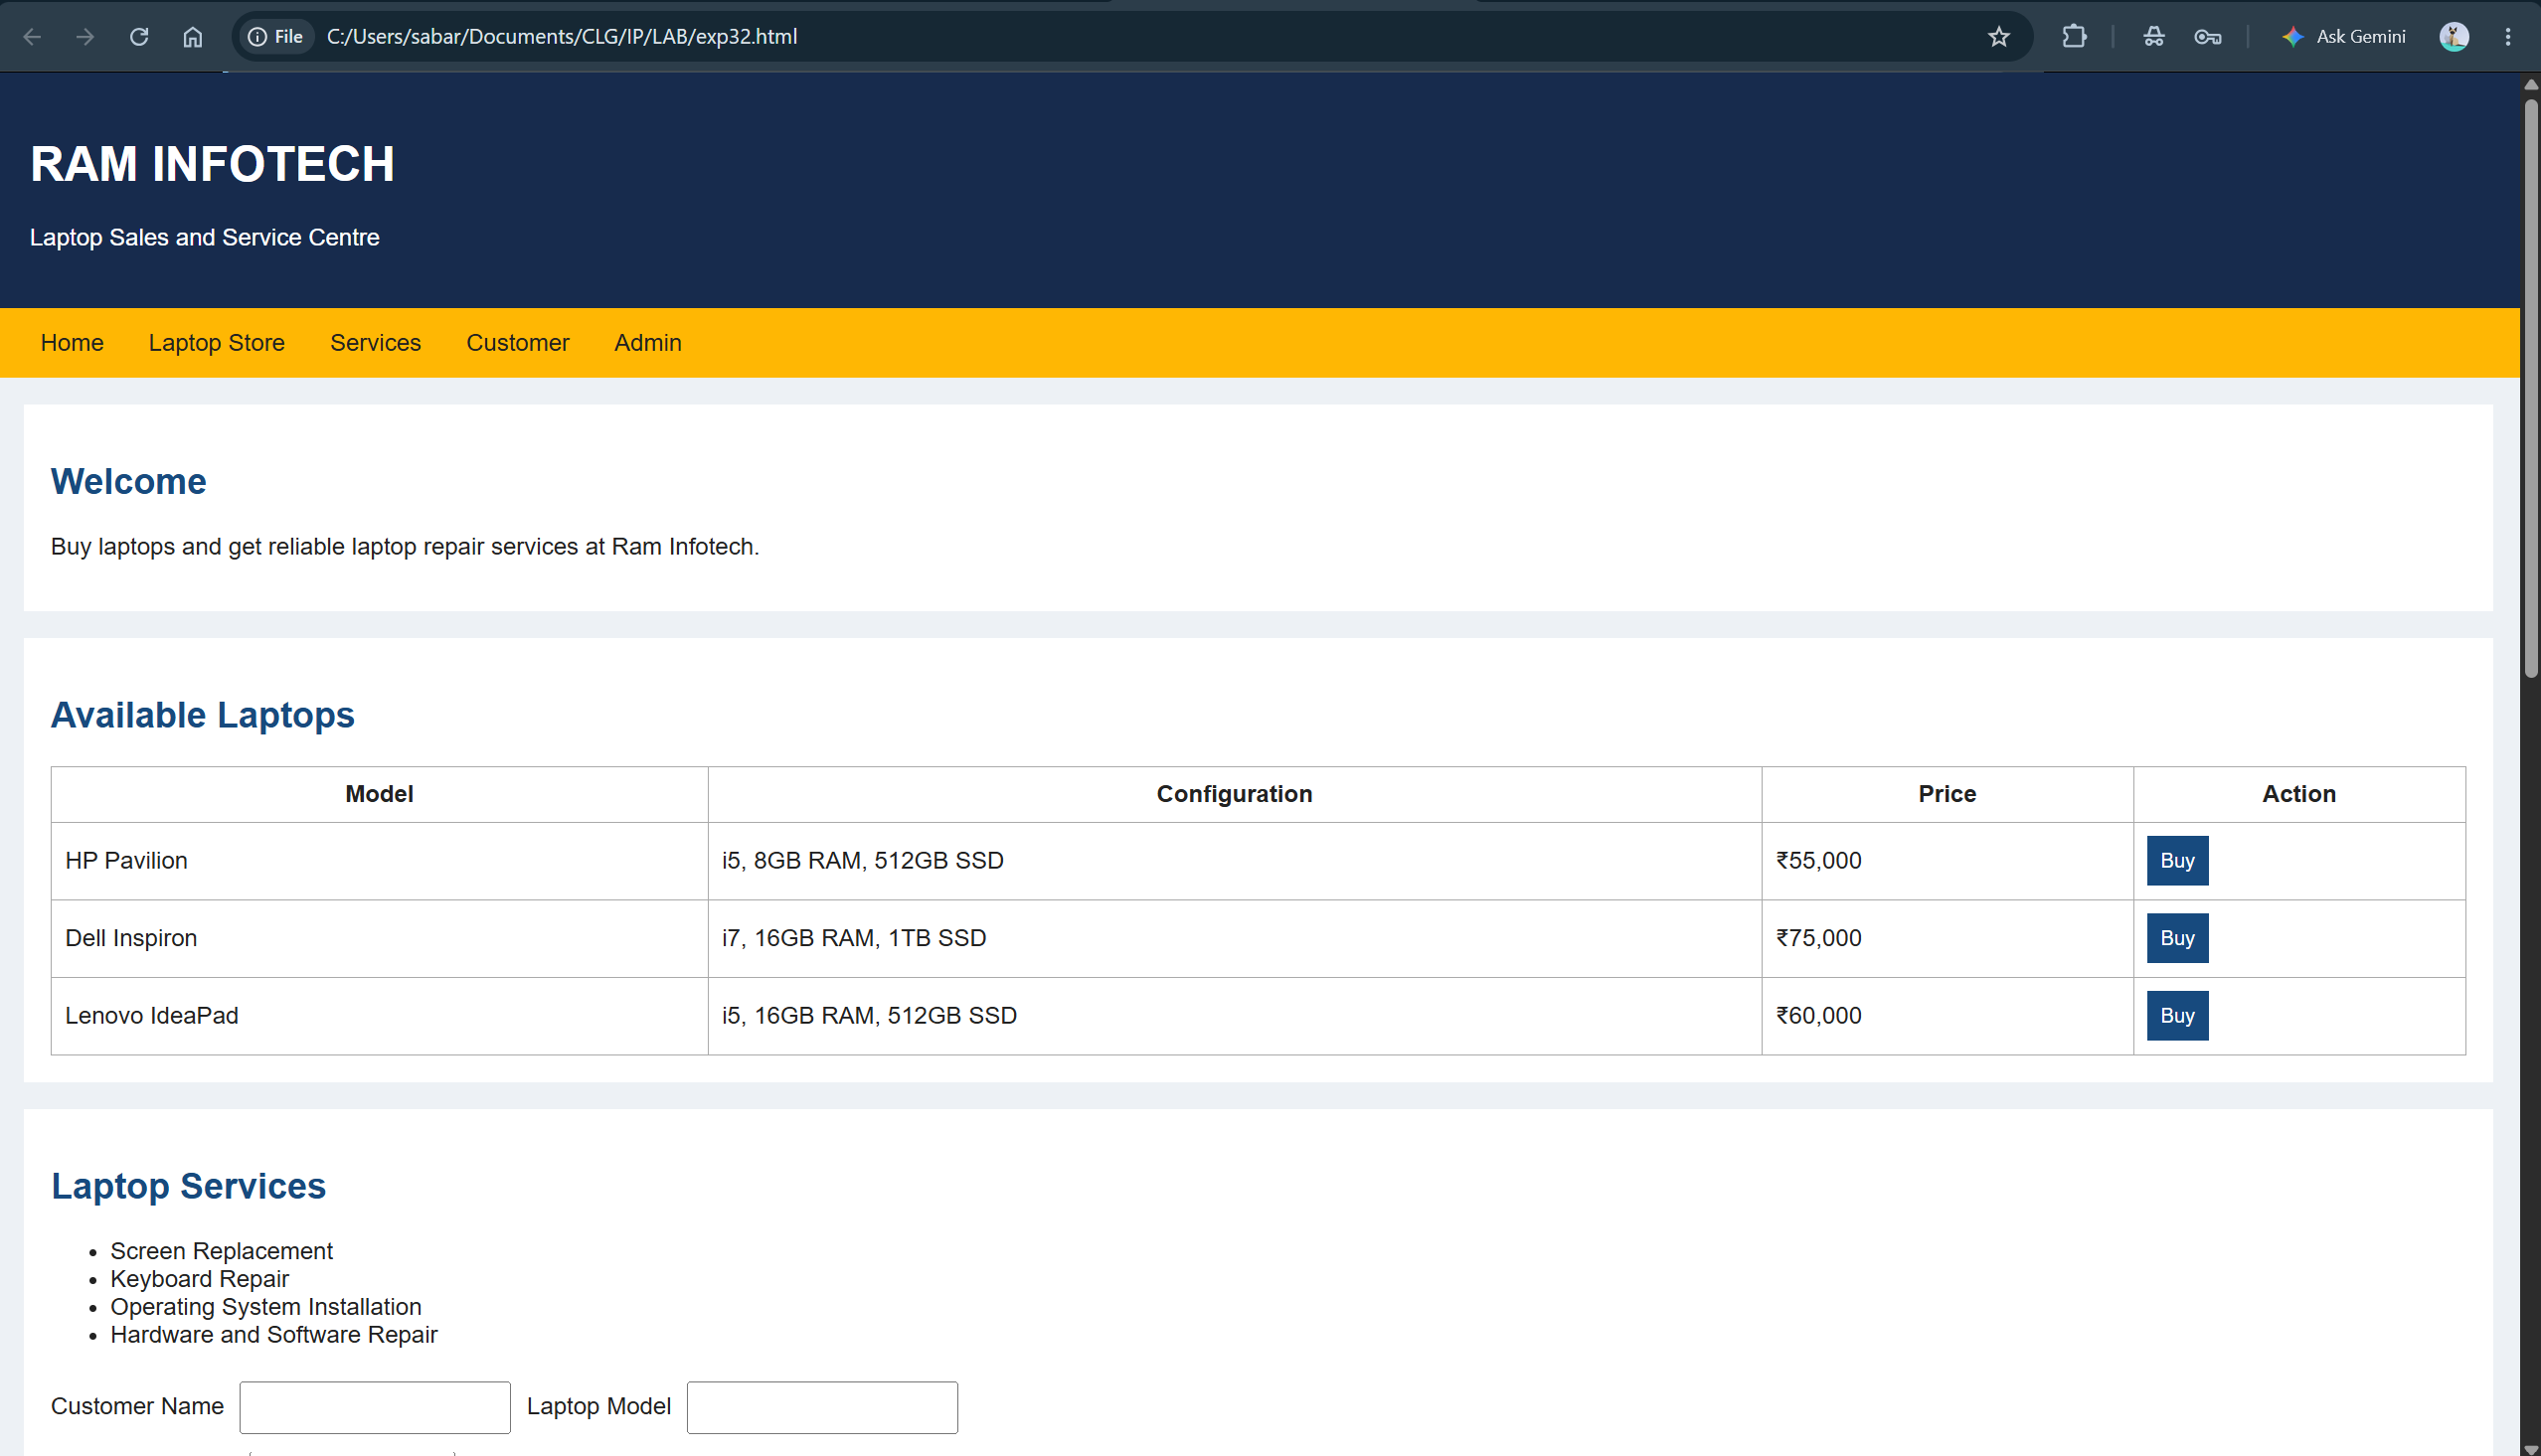 File C:/Users/sabar/Documents/CLG/IP/LAB/exp32.html Ask Gemini
RAM INFOTECH
Laptop Sales and Service Centre
Home Laptop Store Services Customer Admin
Welcome
Buy laptops and get reliable laptop repair services at Ram Infotech.
Available Laptops
Model Configuration Price Action
HP Pavilion i5, 8GB RAM, 512GB SSD ₹55,000 Buy
Dell Inspiron i7, 16GB RAM, 1TB SSD ₹75,000 Buy
Lenovo IdeaPad i5, 16GB RAM, 512GB SSD ₹60,000 Buy
Laptop Services
• Screen Replacement
• Keyboard Repair
• Operating System Installation
• Hardware and Software Repair
Customer Name Laptop Model